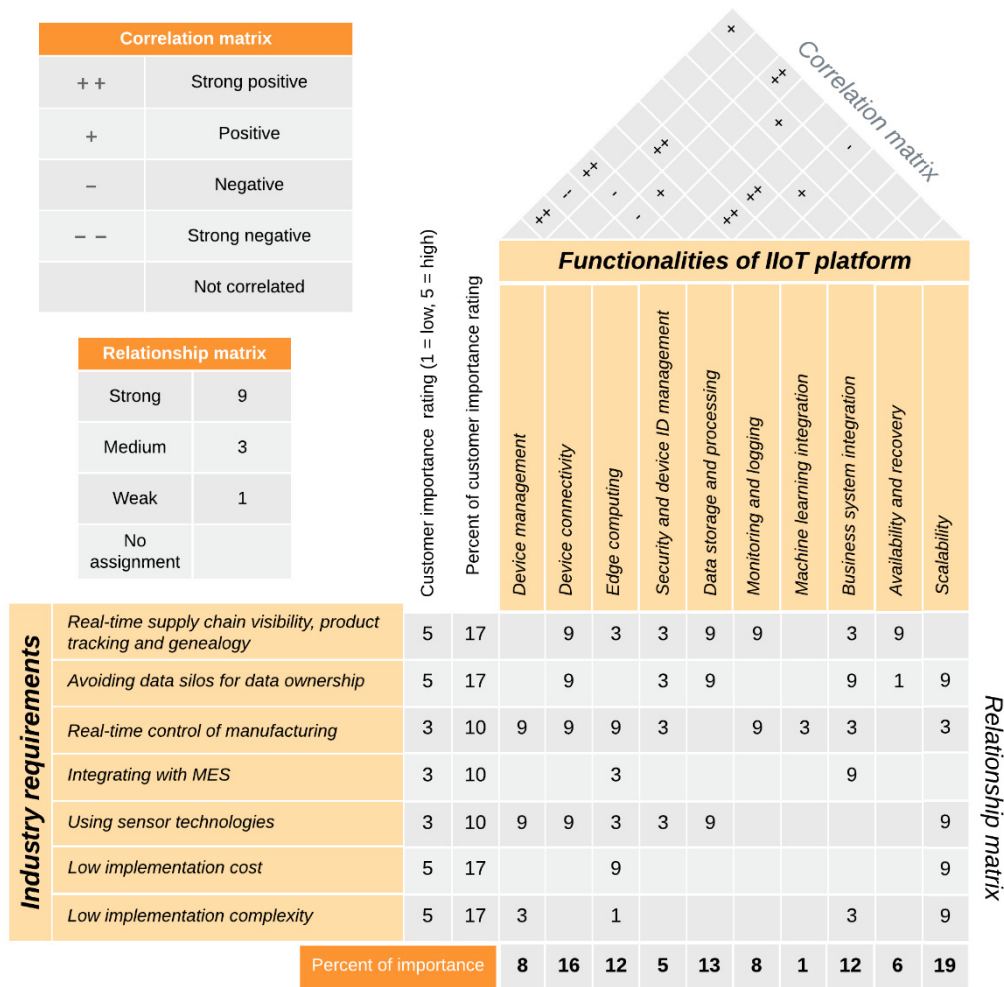 Correlation matrix
+ + Strong positive
+ Positive
− Negative
− − Strong negative
Not correlated
Relationship matrix
Strong 9
Medium 3
Weak 1
No
assignment
Correlation matrix
+
++
+
-
++
++
--
-
+
++
+
++
-
++
Functionalities of IIoT platform
Customer importance rating (1 = low, 5 = high)
Percent of customer importance rating
Device management
Device connectivity
Edge computing
Security and device ID management
Data storage and processing
Monitoring and logging
Machine learning integration
Business system integration
Availability and recovery
Scalability
Industry requirements
Real-time supply chain visibility, product
tracking and genealogy
5 17 9 3 3 9 9 3 9
Avoiding data silos for data ownership 5 17 9 3 9 9 1 9
Real-time control of manufacturing 3 10 9 9 9 3 9 3 3 3
Integrating with MES 3 10 3 9
Using sensor technologies 3 10 9 9 3 3 9 9
Low implementation cost 5 17 9 9
Low implementation complexity 5 17 3 1 3 9
Relationship matrix
Percent of importance 8 16 12 5 13 8 1 12 6 19